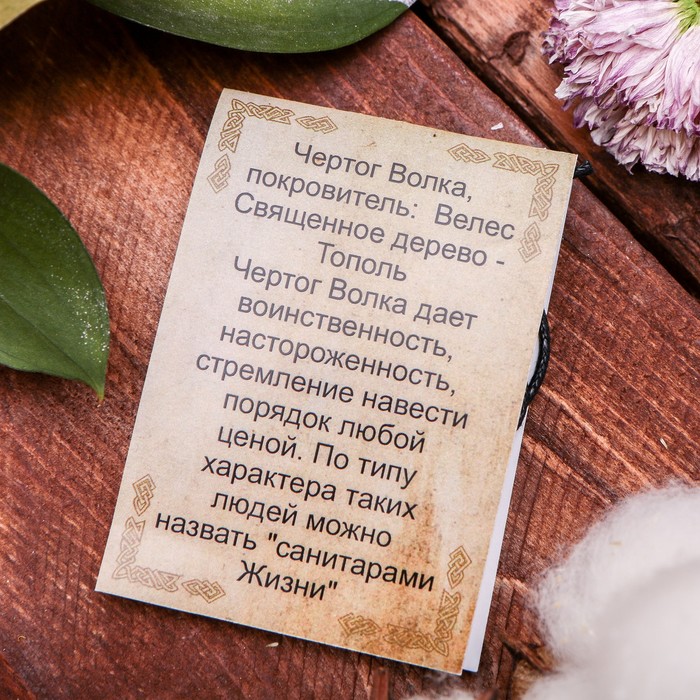 Чертог Волка,
покровитель: Велес
Священное дерево -
Тополь
Чертог Волка дает
воинственность,
настороженность,
стремление навести
порядок любой
ценой. По типу
характера таких
людей можно
назвать "санитарами
Жизни"